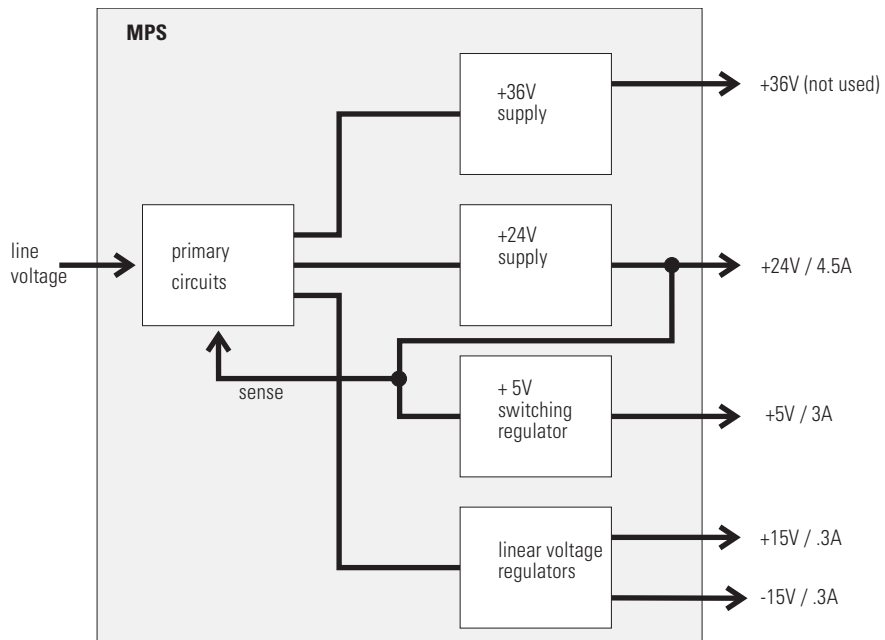 MPS
+36V
supply
+36V (not used)
line
voltage
primary
circuits
+24V
supply
+24V / 4.5A
sense
+ 5V
switching
regulator
+5V / 3A
linear voltage
regulators
+15V / .3A
-15V / .3A